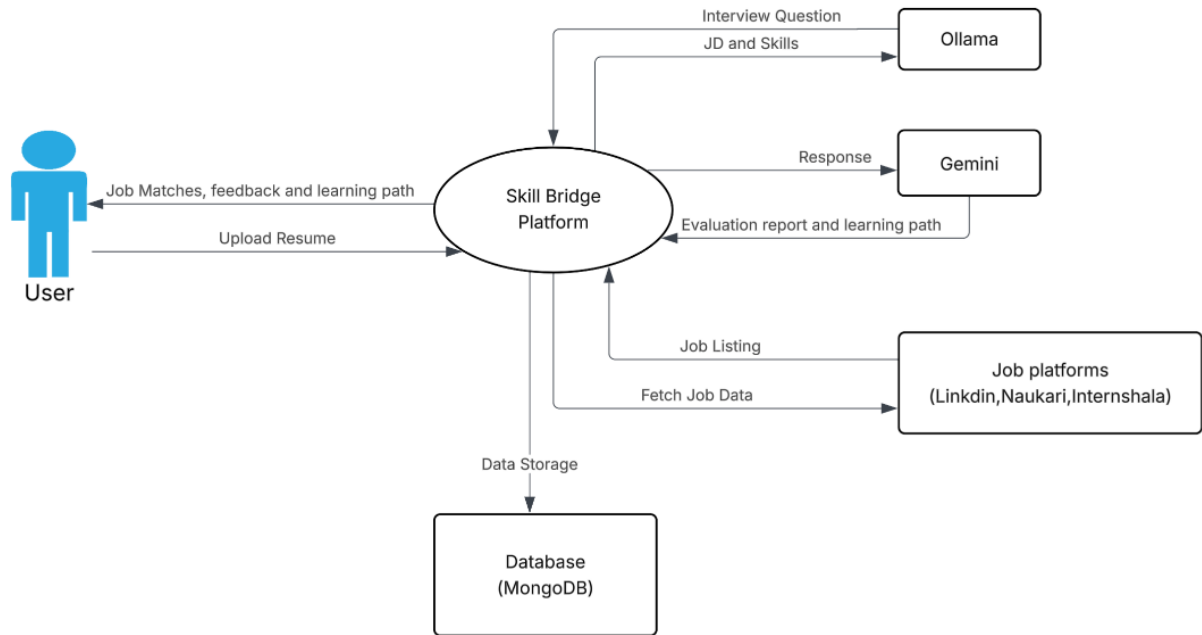 Interview Question
JD and Skills
Ollama
Response
Gemini
Job Matches, feedback and learning path
Skill Bridge
Platform
Upload Resume
Evaluation report and learning path
User
Job Listing
Fetch Job Data
Job platforms
(Linkdin,Naukari,Internshala)
Data Storage
Database
(MongoDB)